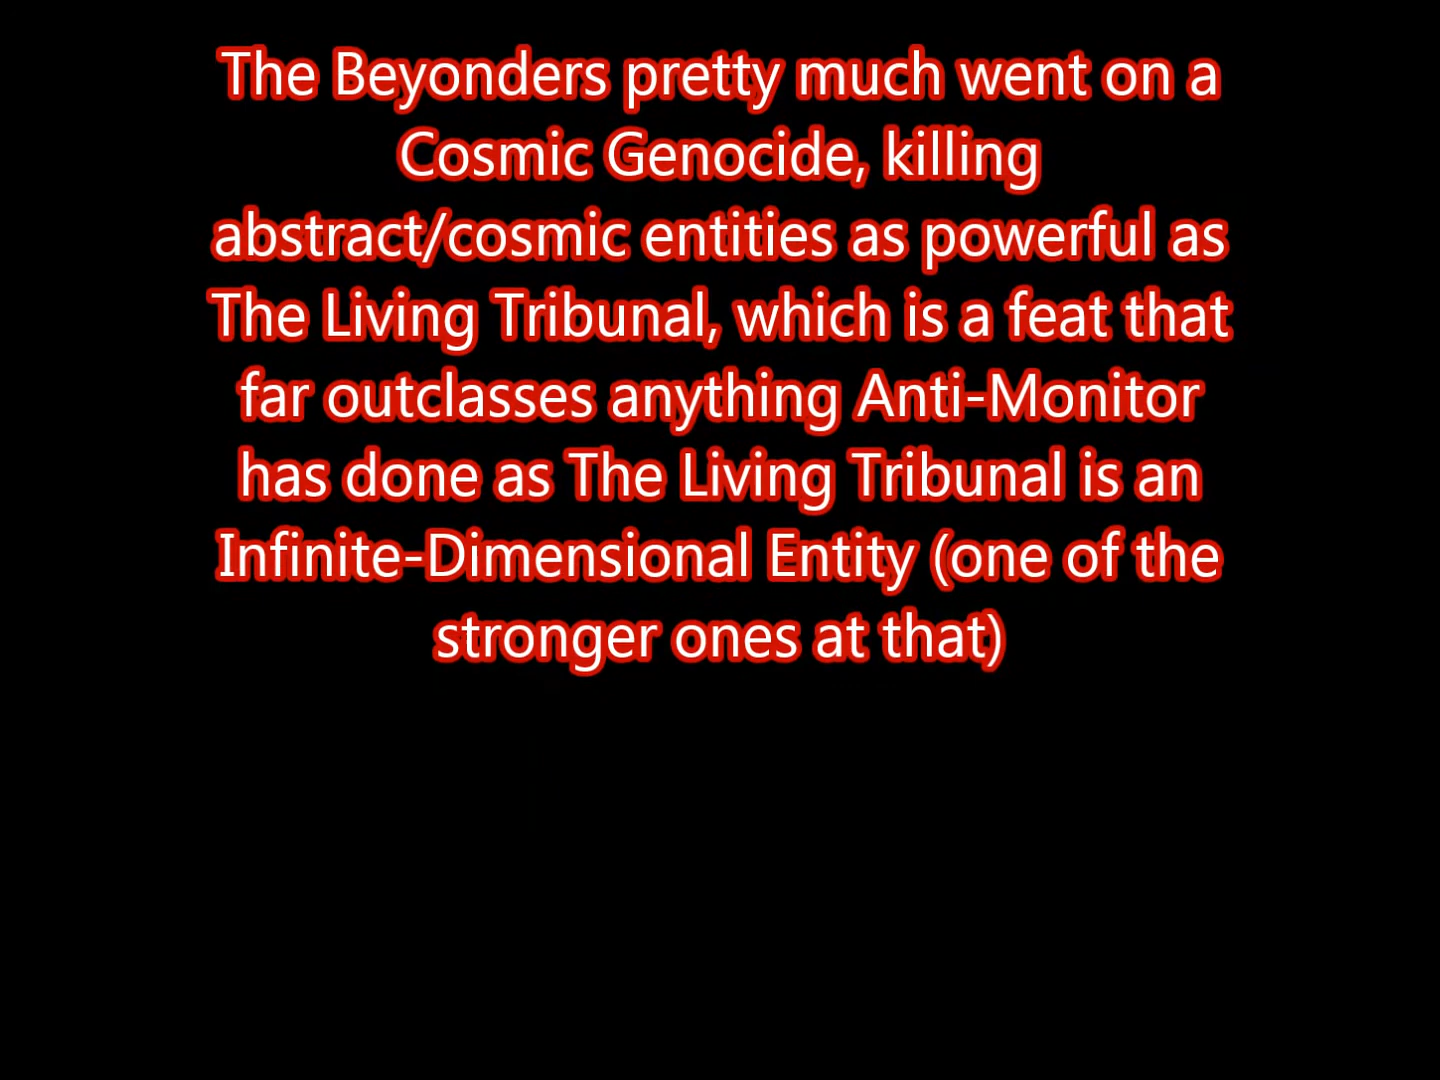 The Beyonders pretty much went on a
Cosmic Genocide, killing
abstract/cosmic entities as powerful as
The Living Tribunal, which is a feat that
far outclasses anything Anti-Monitor
has done as The Living Tribunal is an
Infinite-Dimensional Entity (one of the
stronger ones at that)